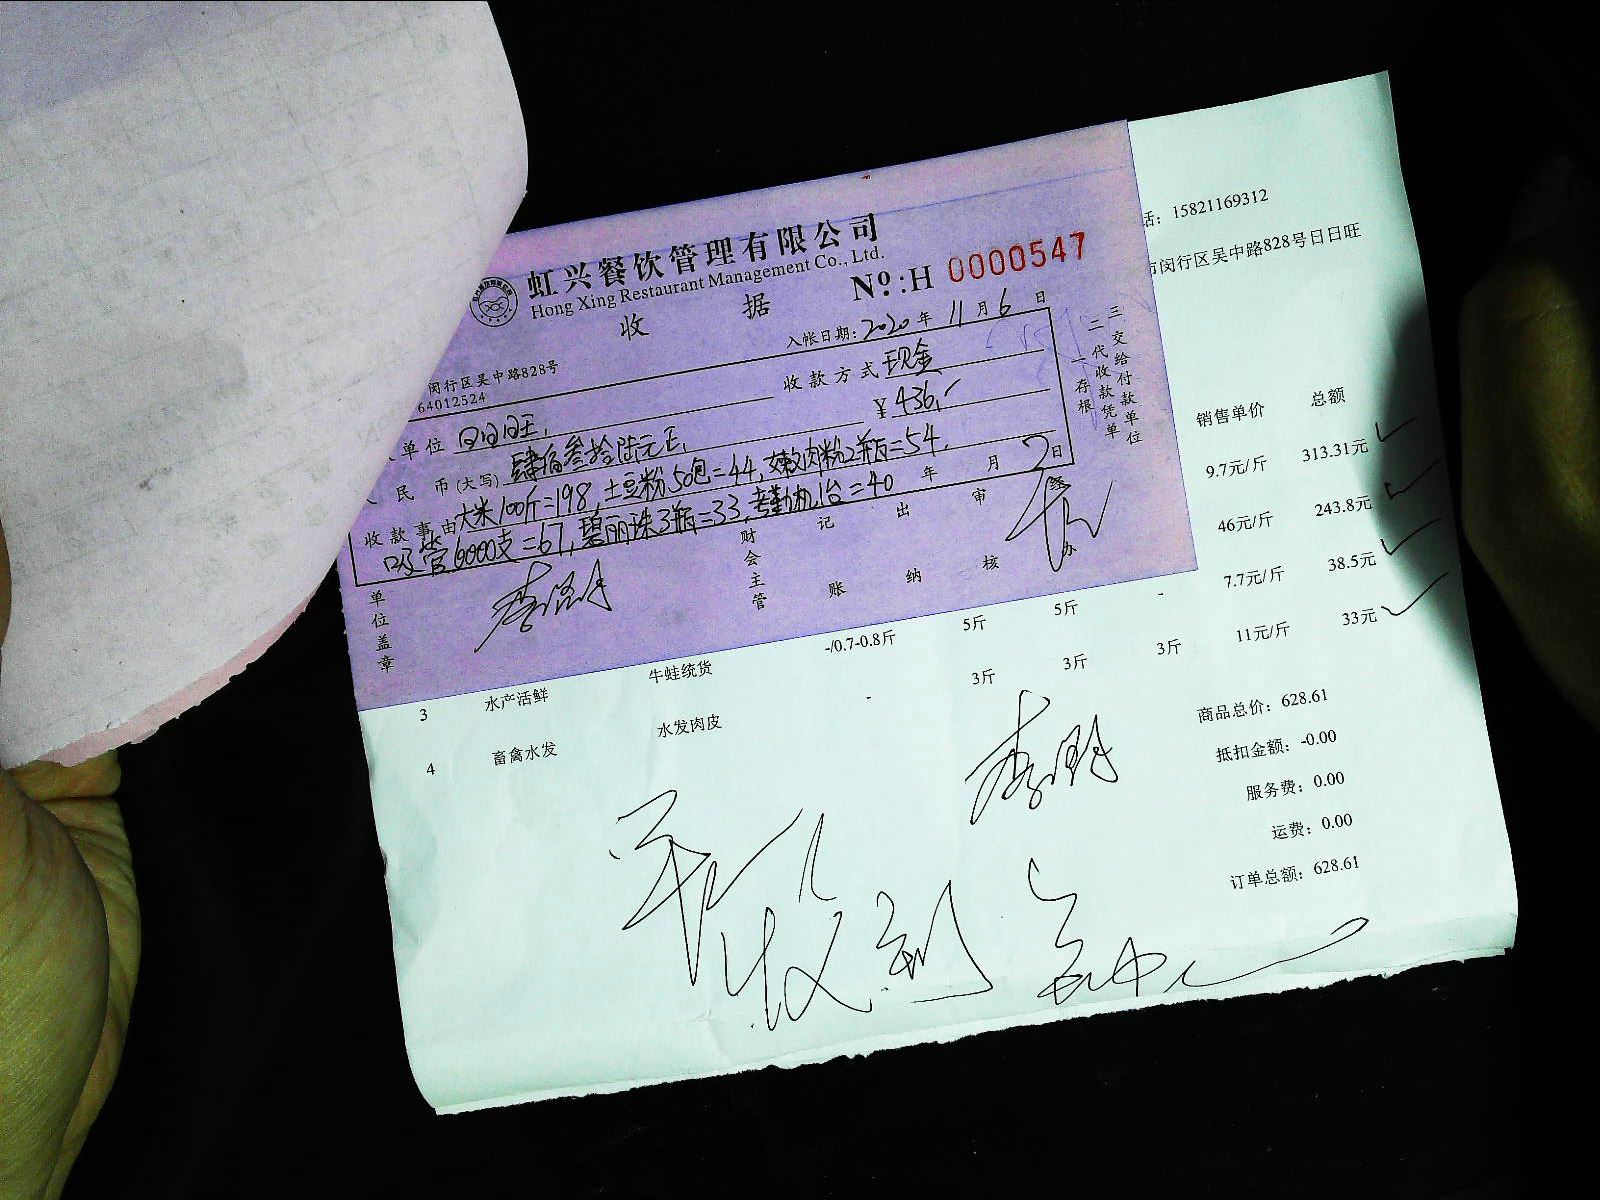 虹兴餐饮管理有限公司
Hong Xing Restaurant Management Co., Ltd.
收 据
Nº:H 0000547
入帐日期: 2020 年 11 月 6 日
闵行区吴中路828号
64012524
单位 日日旺
收款方式 现金
民币(大写) 肆佰叁拾陆元正
¥ 436.
收款事由 大米100斤=198, 土豆粉50包=44, 嫩肉粉2瓶=54,
吸管6000支=67, 碧丽珠3瓶=33, 考勤机1台=40
年 月 日
一存根
二代收款凭单
三交给付款单位
单位盖章
财会主管
记账
出纳
审核
经办
话: 15821169312
市闵行区吴中路828号日日旺
销售单价 总额
9.7元/斤 313.31元
46元/斤 243.8元
3 水产活鲜 牛蛙统货 -/0.7-0.8斤 5斤 5斤 - 7.7元/斤 38.5元
4 畜禽水发 水发肉皮 - 3斤 3斤 3斤 11元/斤 33元
商品总价: 628.61
抵扣金额: -0.00
服务费: 0.00
运费: 0.00
订单总额: 628.61
收到